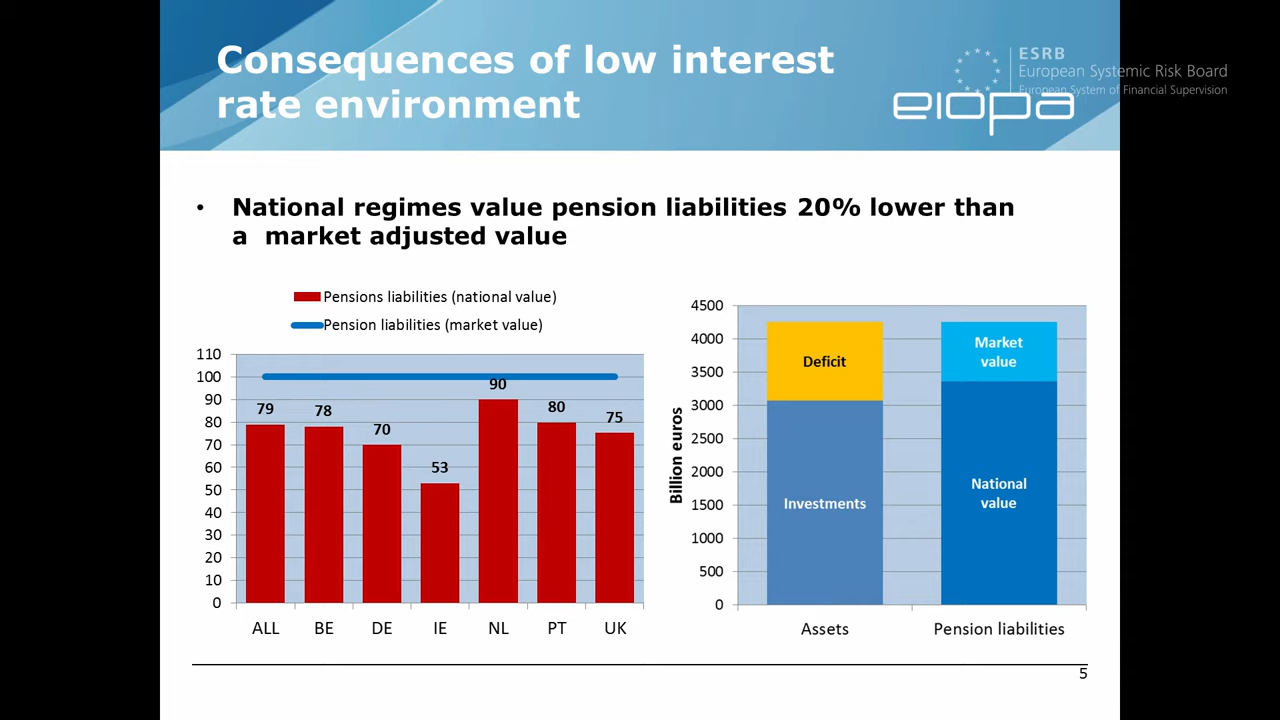 Consequences of low interest
rate environment
ESRB
European Systemic Risk Board
European System of Financial Supervision
eiopa
• National regimes value pension liabilities 20% lower than
a market adjusted value
Pensions liabilities (national value)
Pension liabilities (market value)
110
100
90
80
70
60
50
40
30
20
10
0
79
78
70
53
90
80
75
ALL BE DE IE NL PT UK
Billion euros
4500
4000
3500
3000
2500
2000
1500
1000
500
0
Deficit
Investments
Market
value
National
value
Assets
Pension liabilities
5